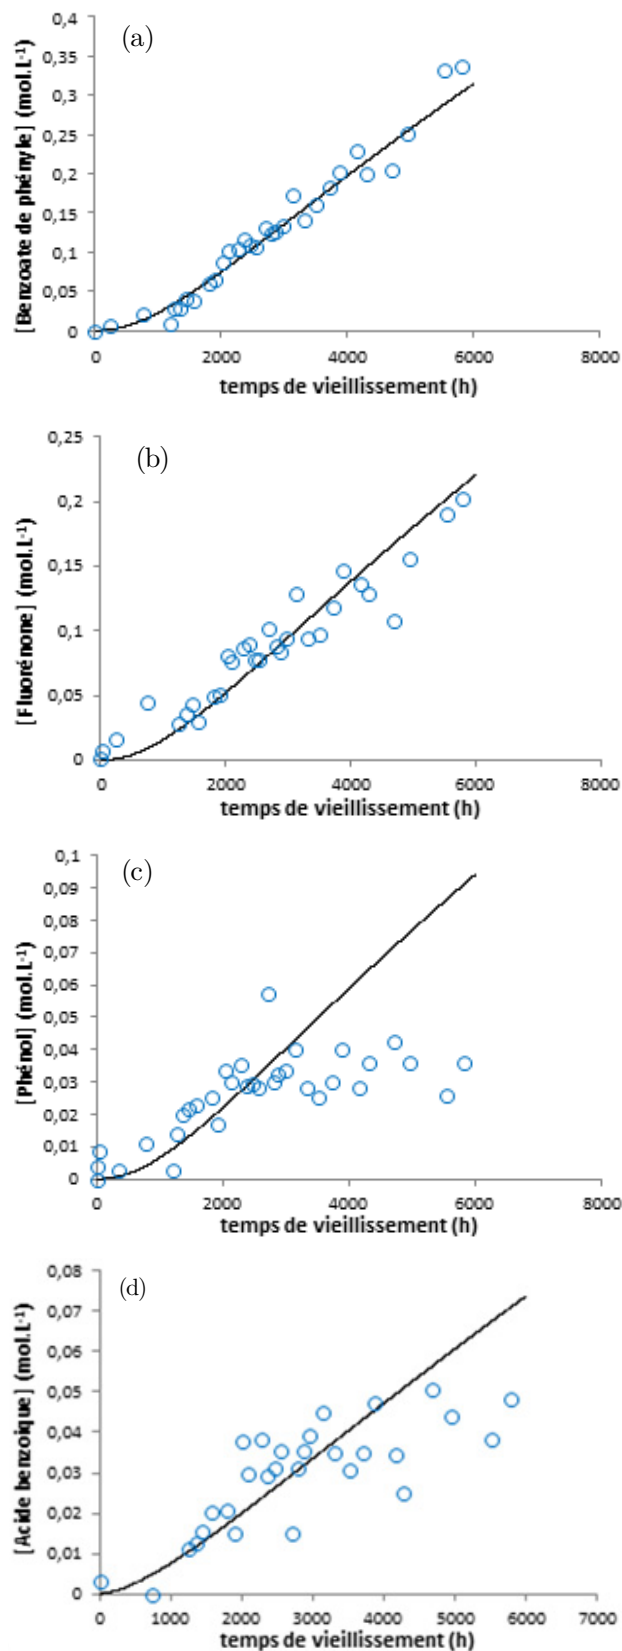 (a)
[Benzoate de phényle] (mol.L-1)
0,4
0,35
0,3
0,25
0,2
0,15
0,1
0,05
0
0 2000 4000 6000 8000
temps de vieillissement (h)
(b)
[Fluorénone] (mol.L-1)
0,25
0,2
0,15
0,1
0,05
0
0 2000 4000 6000 8000
temps de vieillissement (h)
(c)
[Phénol] (mol.L-1)
0,1
0,09
0,08
0,07
0,06
0,05
0,04
0,03
0,02
0,01
0
0 2000 4000 6000 8000
temps de vieillissement (h)
(d)
[Acide benzoique] (mol.L-1)
0,08
0,07
0,06
0,05
0,04
0,03
0,02
0,01
0
0 1000 2000 3000 4000 5000 6000 7000
temps de vieillissement (h)